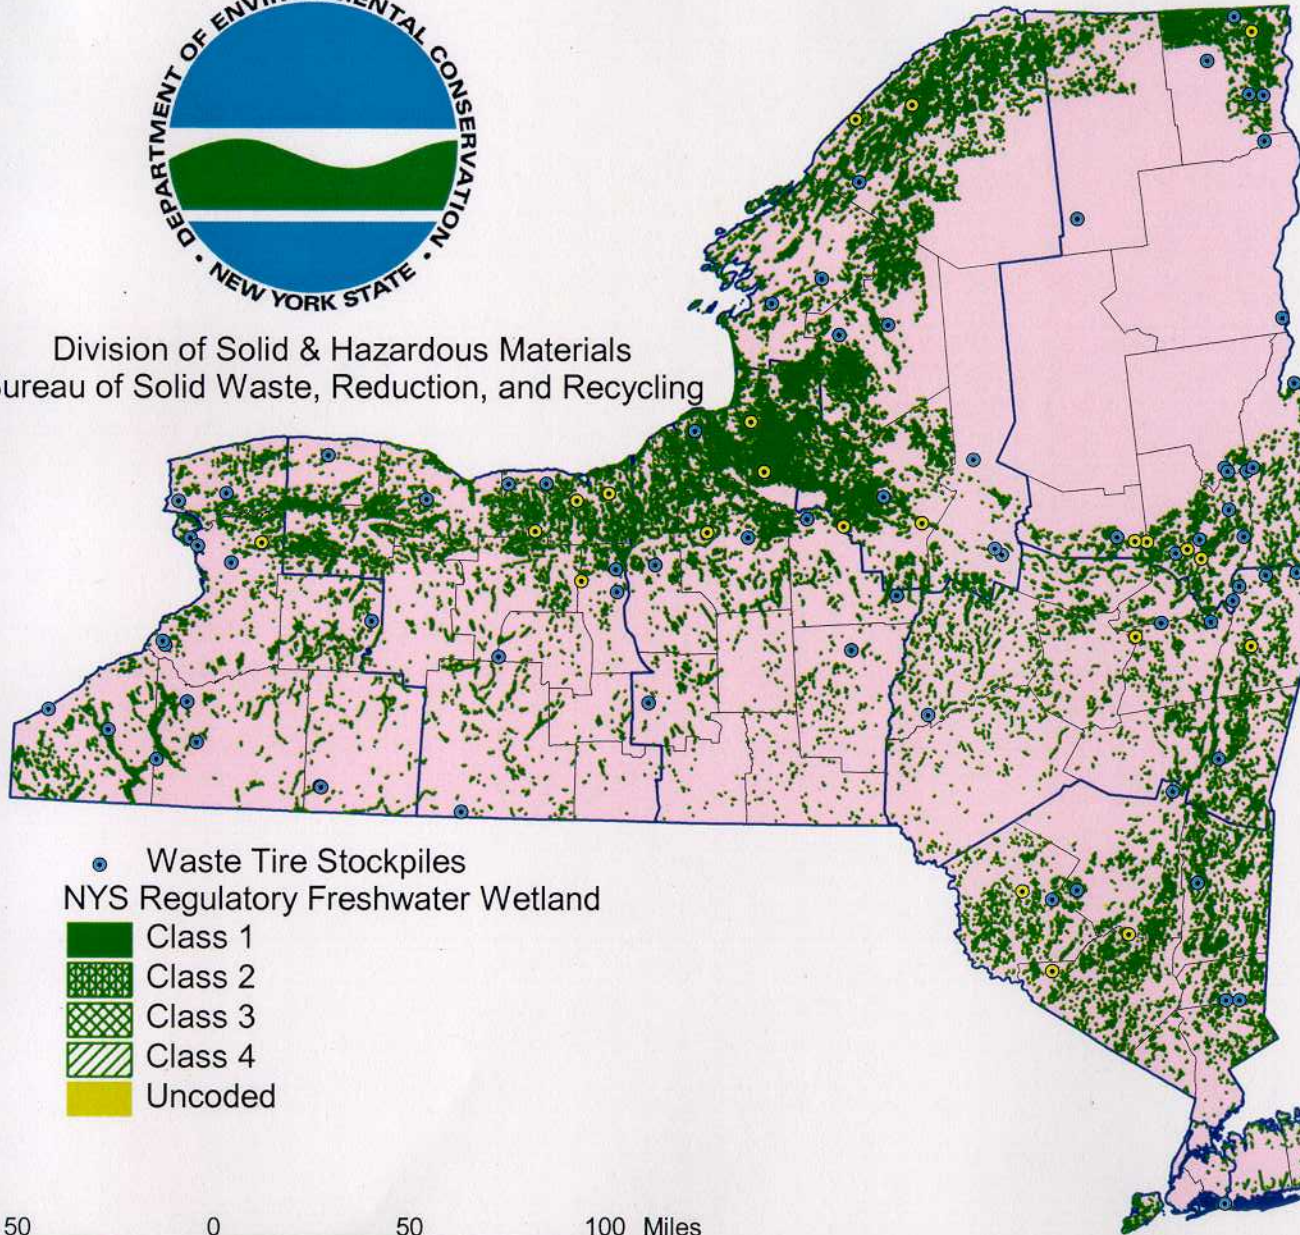 DEPARTMENT OF ENVIRONMENTAL CONSERVATION
• NEW YORK STATE •
Division of Solid & Hazardous Materials
Bureau of Solid Waste, Reduction, and Recycling
Waste Tire Stockpiles
NYS Regulatory Freshwater Wetland
Class 1
Class 2
Class 3
Class 4
Uncoded
50 0 50 100 Miles